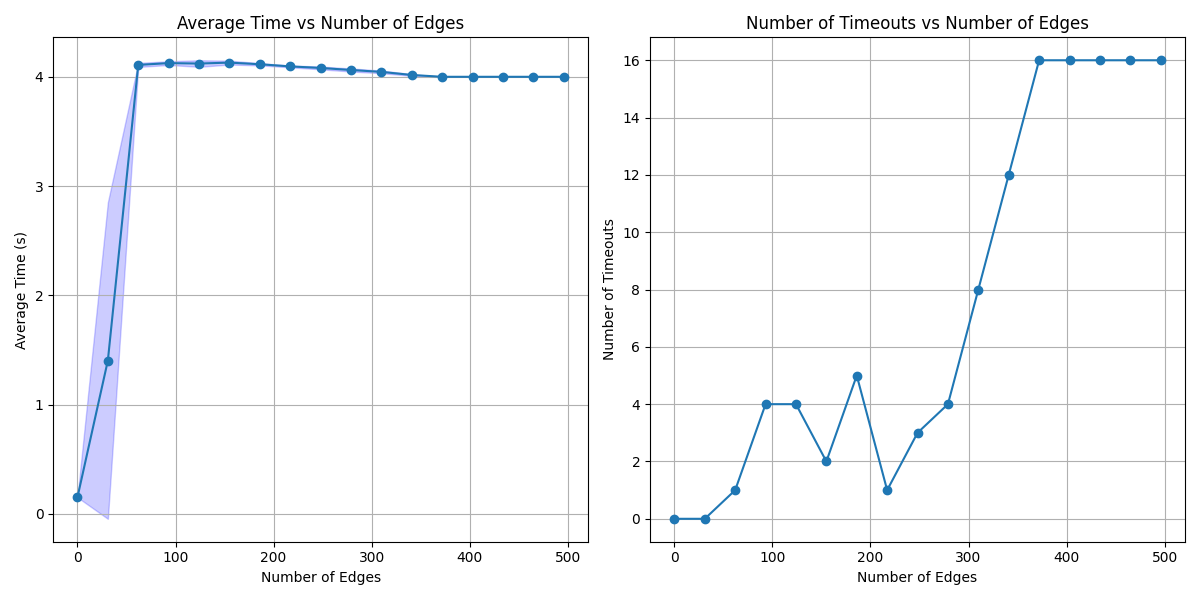 Average Time vs Number of Edges
Average Time (s)
4
3
2
1
0
0 100 200 300 400 500
Number of Edges
Number of Timeouts vs Number of Edges
Number of Timeouts
16
14
12
10
8
6
4
2
0
0 100 200 300 400 500
Number of Edges